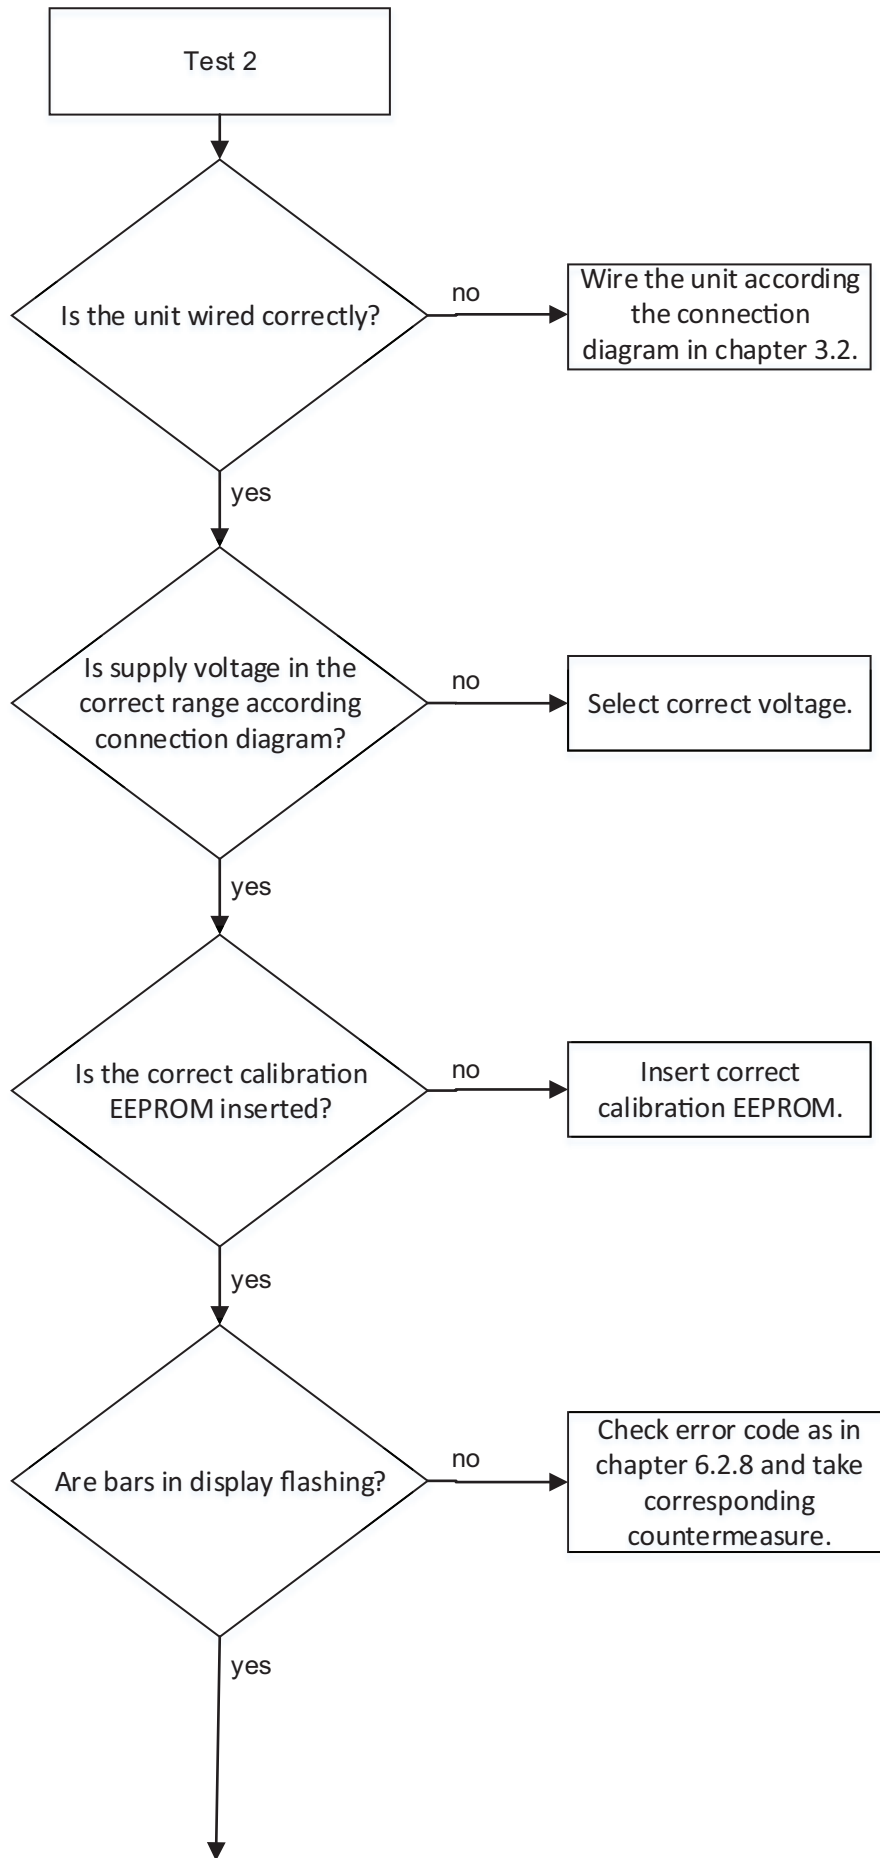 Test 2
Is the unit wired correctly?
no
Wire the unit according
the connection
diagram in chapter 3.2.
yes
Is supply voltage in the
correct range according
connection diagram?
no
Select correct voltage.
yes
Is the correct calibration
EEPROM inserted?
no
Insert correct
calibration EEPROM.
yes
Are bars in display flashing?
no
Check error code as in
chapter 6.2.8 and take
corresponding
countermeasure.
yes